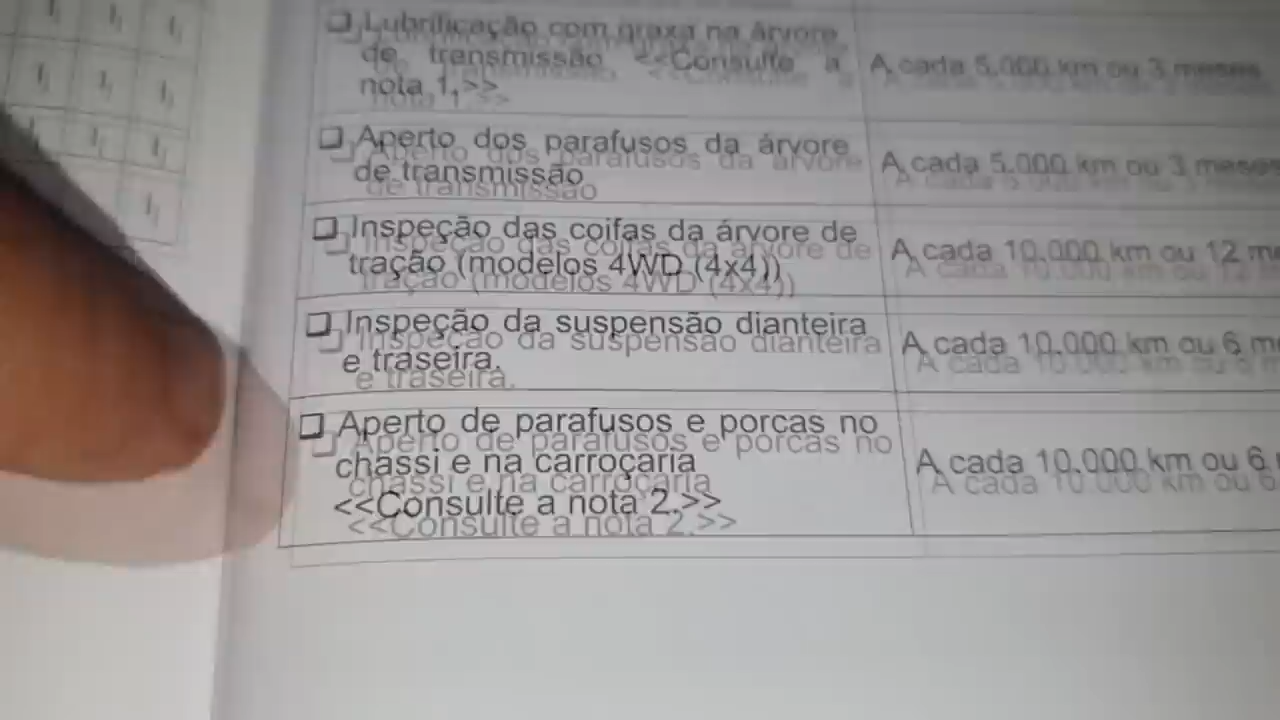 ❑ Lubrificação com graxa na árvore
de transmissão <<Consulte a
nota 1.>>
A cada 5.000 km ou 3 meses
❑ Aperto dos parafusos da árvore
de transmissão
A cada 5.000 km ou 3 meses
❑ Inspeção das coifas da árvore de
tração (modelos 4WD (4x4))
A cada 10.000 km ou 12 me
❑ Inspeção da suspensão dianteira
e traseira.
A cada 10.000 km ou 6 m
❑ Aperto de parafusos e porcas no
chassi e na carroçaria
<<Consulte a nota 2.>>
A cada 10.000 km ou 6